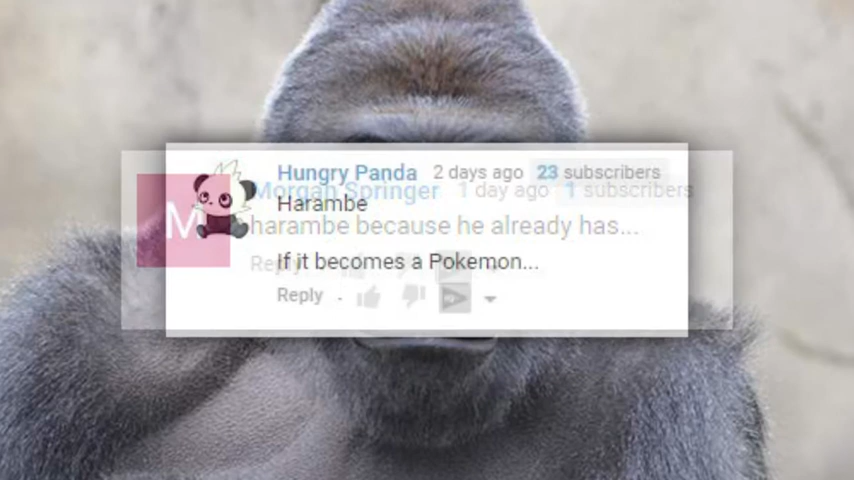 Hungry Panda 2 days ago 23 subscribers
Morgan Springer 1 day ago 1 subscribers
Harambe
harambe because he already has...
If it becomes a Pokemon...
Reply
Reply
M